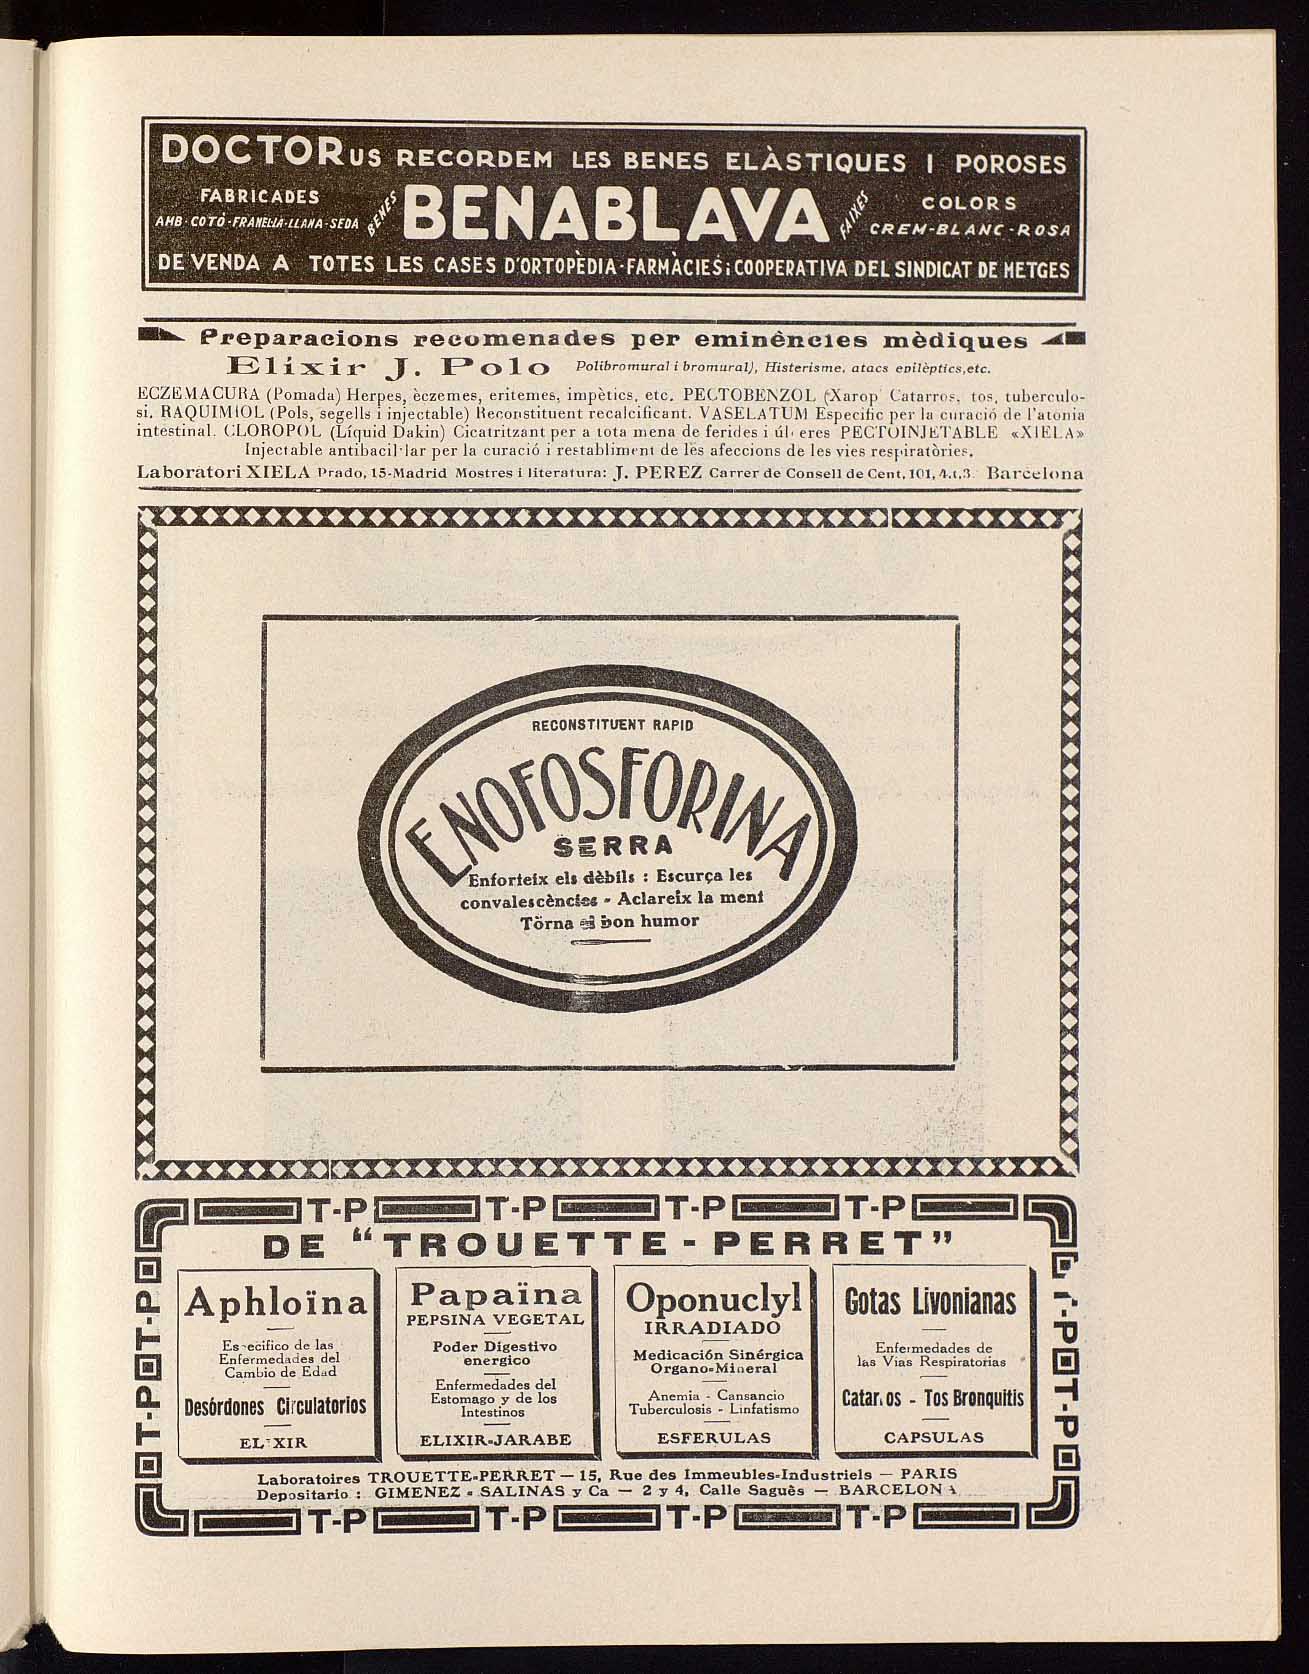 DOCTOR US RECORDEM LES BENES ELÀSTIQUES I POROSES
FABRICADES
AMB·COTÓ-FRANEL·LA-LLANA-SEDA
BENES
BENABLAVA
FAIXES
COLORS
CREM-BLANC-ROSA
DE VENDA A TOTES LES CASES D'ORTOPÈDIA-FARMÀCIES i COOPERATIVA DEL SINDICAT DE METGES
Preparacions recomenades per eminències mèdiques
Elíxir J. Polo Polibromural i bromural), Histerisme, atacs epilèptics, etc.
ECZEMACURA (Pomada) Herpes, èczemes, eritemes, impètics, etc. PECTOBENZOL (Xarop) Catarros, tos, tuberculo-
si. RAQUIMIOL (Pols, segells i injectable) Reconstituent recalcificant. VASELATUM Específic per la curació de l'atonia
intestinal. CLOROPOL (Líquid Dakin) Cicatritzant per a tota mena de ferides i úl eres PECTOINJETABLE «XIELA»
Injectable antibacil·lar per la curació i restabliment de les afeccions de les vies respiratòries.
Laboratori XIELA Prado, 15-Madrid Mostres i literatura: J. PEREZ Carrer de Consell de Cent, 101, 4.t, 3. Barcelona
RECONSTITUENT RAPID
ENOFOSFORINA
SERRA
Enforteix els dèbils : Escurça les
convalescències - Aclareix la ment
Törna el bon humor
T-P T-P T-P T-P
DE "TROUETTE-PERRET"
Aphloïna
Especifico de las
Enfermedades del
Cambio de Edad
Desórdones Circulatorios
ELIXIR
Papaïna
PEPSINA VEGETAL
Poder Digestivo
energico
Enfermedades del
Estomago y de los
Intestinos
ELIXIR-JARABE
Oponuclyl
IRRADIADO
Medicación Sinérgica
Organo-Mineral
Anemia - Cansancio
Tuberculosis - Linfatismo
ESFERULAS
Gotas Livonianas
Enfermedades de
las Vias Respiratorias
Catarros - Tos Bronquitis
CAPSULAS
T-P
T-P
T-P
T-P
Laboratoires TROUETTE-PERRET — 15, Rue des Immeubles-Industriels — PARIS
Depositario : GIMENEZ - SALINAS y Ca — 2 y 4, Calle Saguès — BARCELONA
T-P T-P T-P T-P